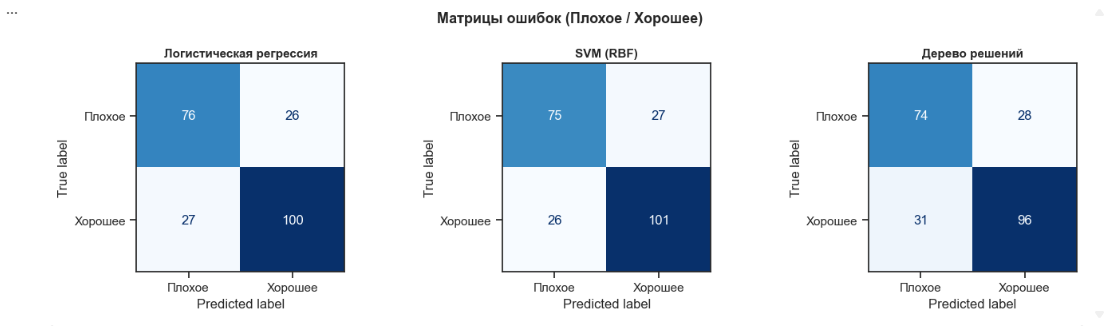 ...
Матрицы ошибок (Плохое / Хорошее)
Логистическая регрессия
True label
Плохое
76
26
Хорошее
27
100
Плохое
Хорошее
Predicted label
SVM (RBF)
True label
Плохое
75
27
Хорошее
26
101
Плохое
Хорошее
Predicted label
Дерево решений
True label
Плохое
74
28
Хорошее
31
96
Плохое
Хорошее
Predicted label